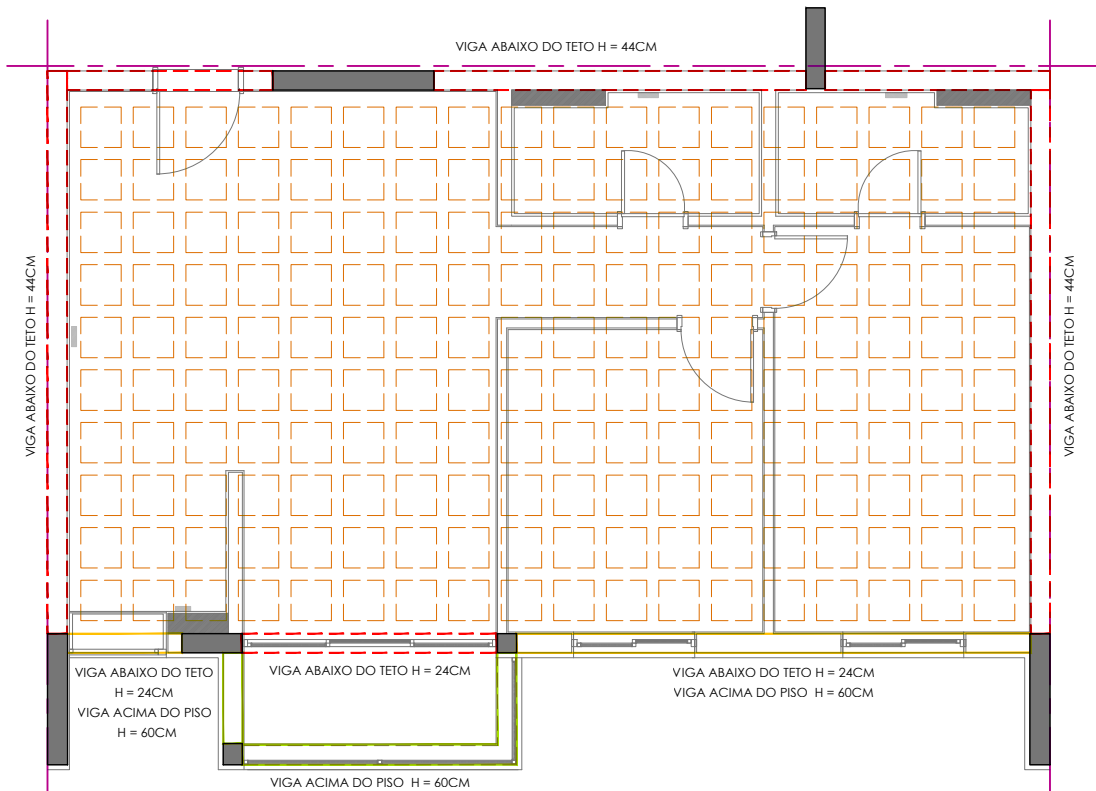 VIGA ABAIXO DO TETO H = 44CM
VIGA ABAIXO DO TETO H = 44CM
VIGA ABAIXO DO TETO H = 44CM
VIGA ABAIXO DO TETO
H = 24CM
VIGA ACIMA DO PISO
H = 60CM
VIGA ABAIXO DO TETO H = 24CM
VIGA ABAIXO DO TETO H = 24CM
VIGA ACIMA DO PISO H = 60CM
VIGA ACIMA DO PISO H = 60CM